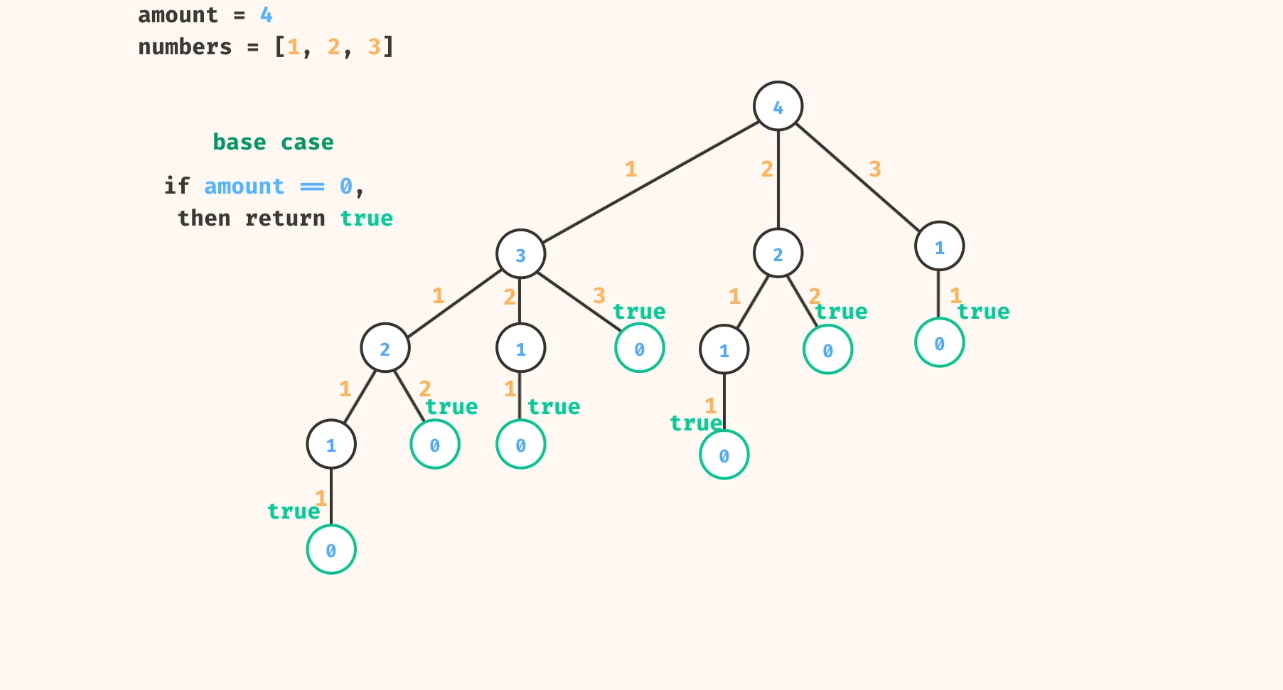 amount = 4
numbers = [1, 2, 3]
base case
if amount == 0,
then return true
4
1 2 3
3 2 1
1 2 3 1 2 1
true true true
2 1 0 1 0 0
1 2 1 1
true true true
1 0 0 0
1
true
0